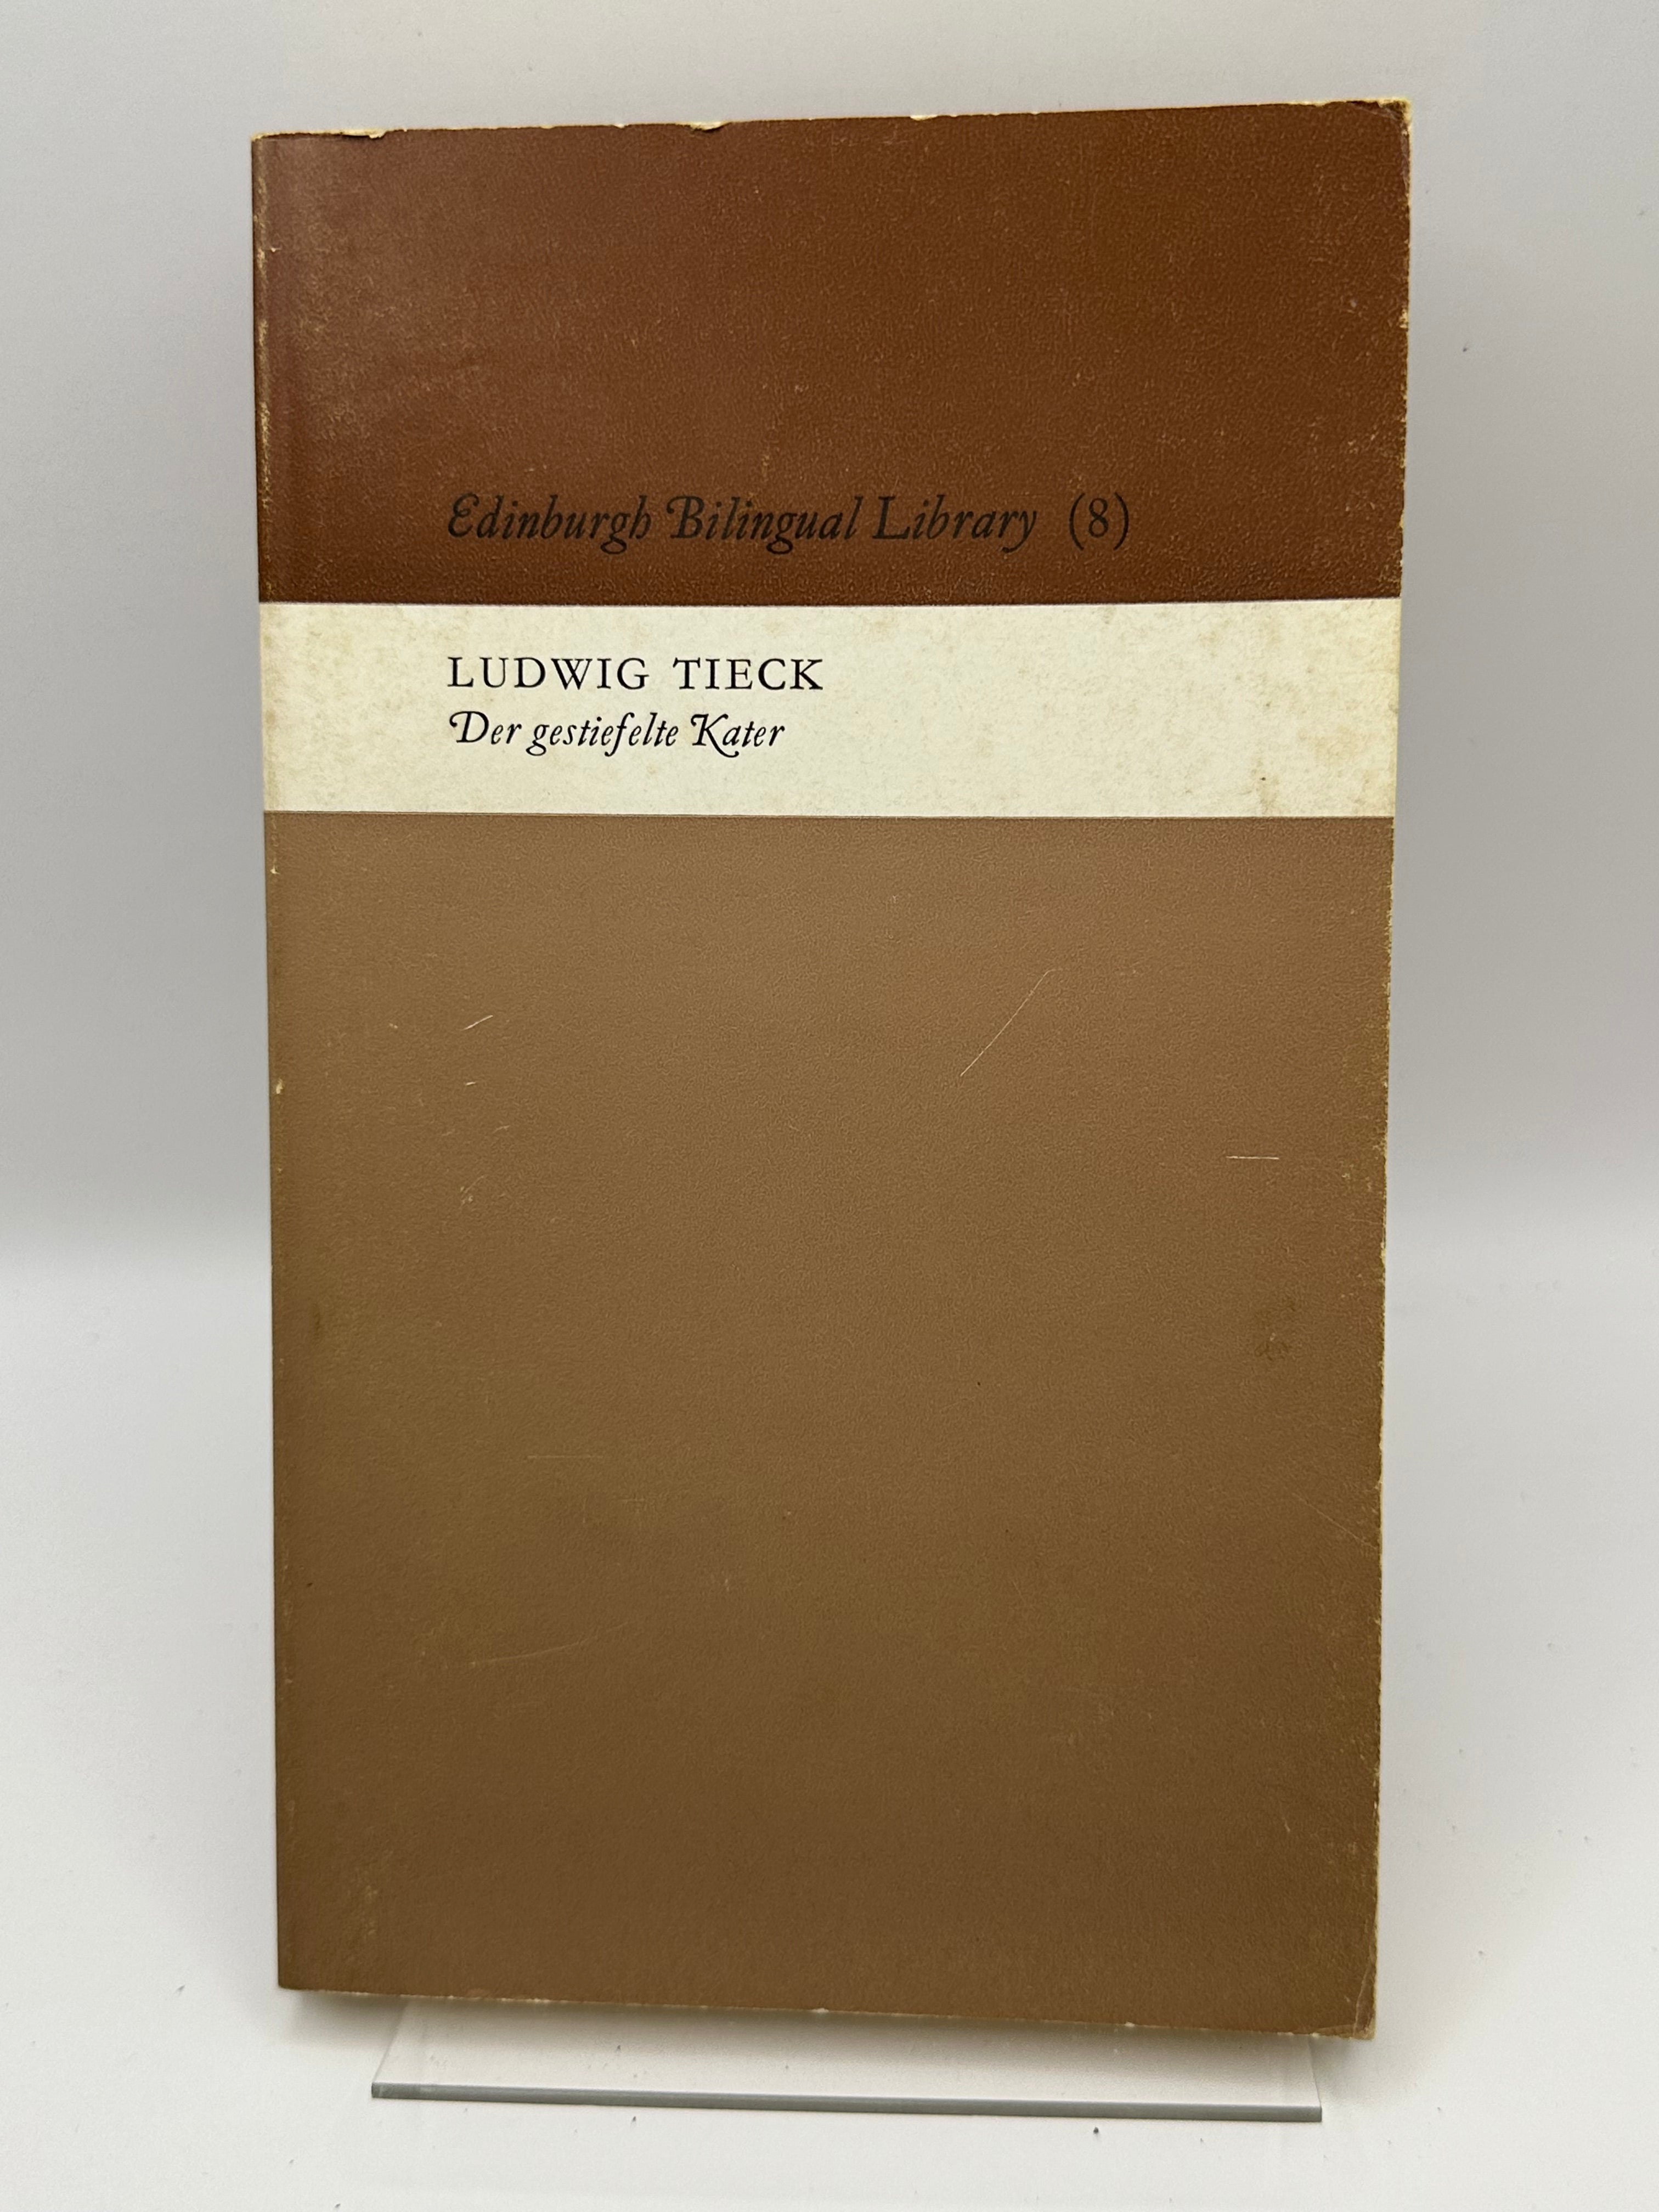 Edinburgh Bilingual Library (8)
LUDWIG TIECK
Der gestiefelte Kater